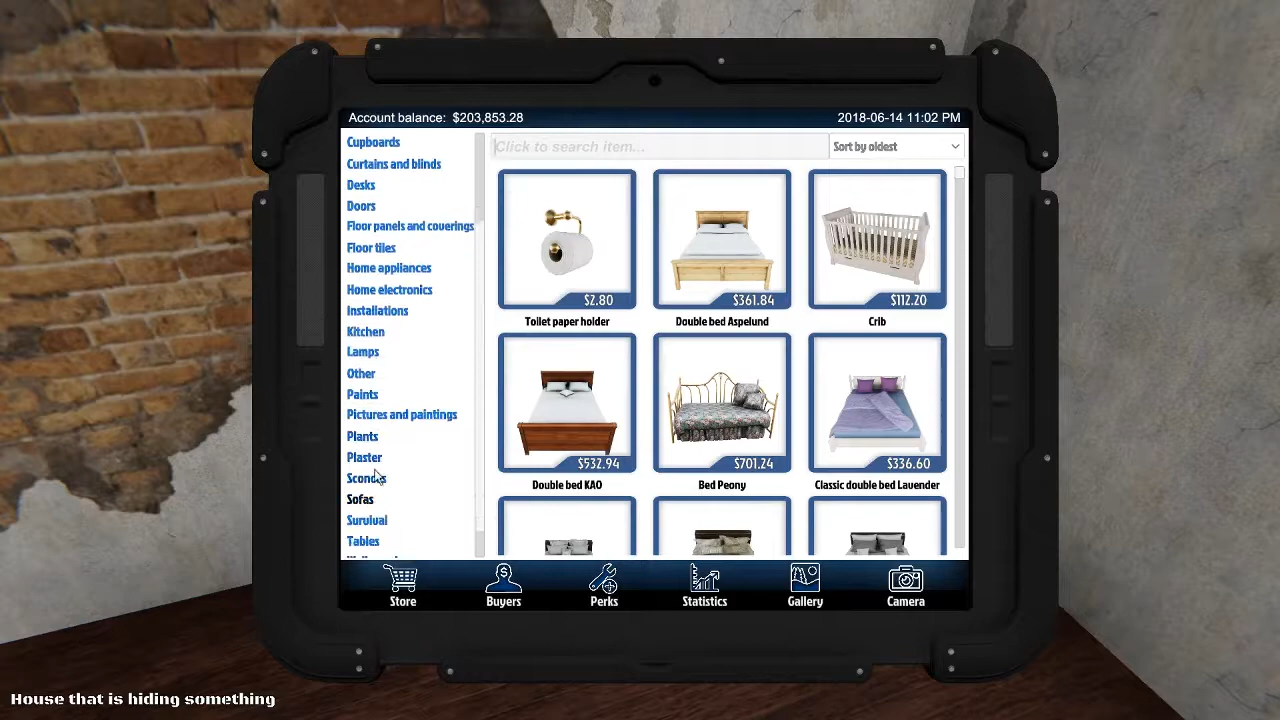 Account balance: $203,853.28
2018-06-14 11:02 PM
Cupboards
Curtains and blinds
Desks
Doors
Floor panels and coverings
Floor tiles
Home appliances
Home electronics
Installations
Kitchen
Lamps
Other
Paints
Pictures and paintings
Plants
Plaster
Sconces
Sofas
Survival
Tables
Click to search item...
Sort by oldest
$2.80
$361.84
$112.20
Toilet paper holder
Double bed Aspelund
Crib
$532.94
$701.24
$336.60
Double bed KAO
Bed Peony
Classic double bed Lavender
Store
Buyers
Perks
Statistics
Gallery
Camera
House that is hiding something